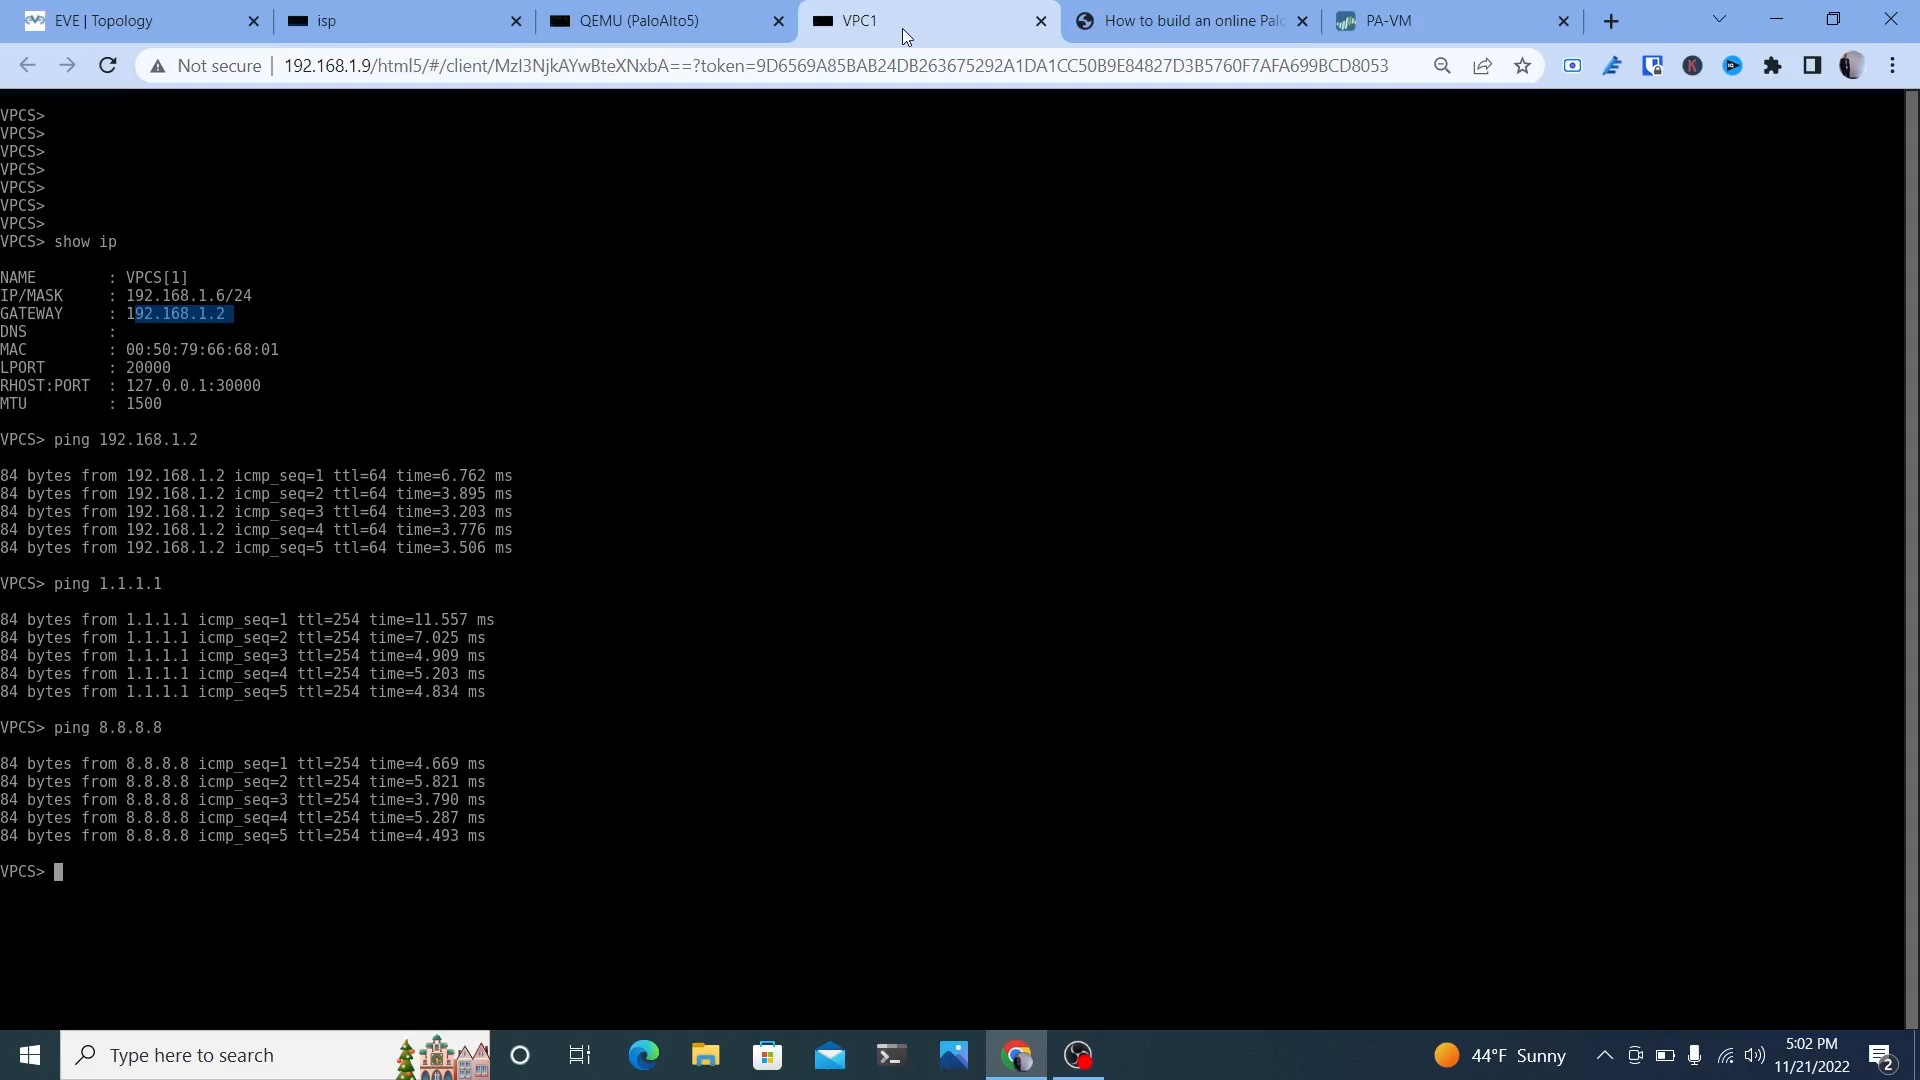 EVE | Topology
isp
QEMU (PaloAlto5)
VPC1
How to build an online Palo
PA-VM
Not secure
192.168.1.9/html5/#/client/MzI3NjkAYwBteXNxbA==?token=9D6569A85BAB24DB263675292A1DA1CC50B9E84827D3B5760F7AFA699BCD8053
VPCS>
VPCS>
VPCS>
VPCS>
VPCS>
VPCS>
VPCS>
VPCS> show ip
NAME : VPCS[1]
IP/MASK : 192.168.1.6/24
GATEWAY : 192.168.1.2
DNS :
MAC : 00:50:79:66:68:01
LPORT : 20000
RHOST:PORT : 127.0.0.1:30000
MTU : 1500
VPCS> ping 192.168.1.2
84 bytes from 192.168.1.2 icmp_seq=1 ttl=64 time=6.762 ms
84 bytes from 192.168.1.2 icmp_seq=2 ttl=64 time=3.895 ms
84 bytes from 192.168.1.2 icmp_seq=3 ttl=64 time=3.203 ms
84 bytes from 192.168.1.2 icmp_seq=4 ttl=64 time=3.776 ms
84 bytes from 192.168.1.2 icmp_seq=5 ttl=64 time=3.506 ms
VPCS> ping 1.1.1.1
84 bytes from 1.1.1.1 icmp_seq=1 ttl=254 time=11.557 ms
84 bytes from 1.1.1.1 icmp_seq=2 ttl=254 time=7.025 ms
84 bytes from 1.1.1.1 icmp_seq=3 ttl=254 time=4.909 ms
84 bytes from 1.1.1.1 icmp_seq=4 ttl=254 time=5.203 ms
84 bytes from 1.1.1.1 icmp_seq=5 ttl=254 time=4.834 ms
VPCS> ping 8.8.8.8
84 bytes from 8.8.8.8 icmp_seq=1 ttl=254 time=4.669 ms
84 bytes from 8.8.8.8 icmp_seq=2 ttl=254 time=5.821 ms
84 bytes from 8.8.8.8 icmp_seq=3 ttl=254 time=3.790 ms
84 bytes from 8.8.8.8 icmp_seq=4 ttl=254 time=5.287 ms
84 bytes from 8.8.8.8 icmp_seq=5 ttl=254 time=4.493 ms
VPCS>
Type here to search
44°F Sunny
5:02 PM
11/21/2022
2